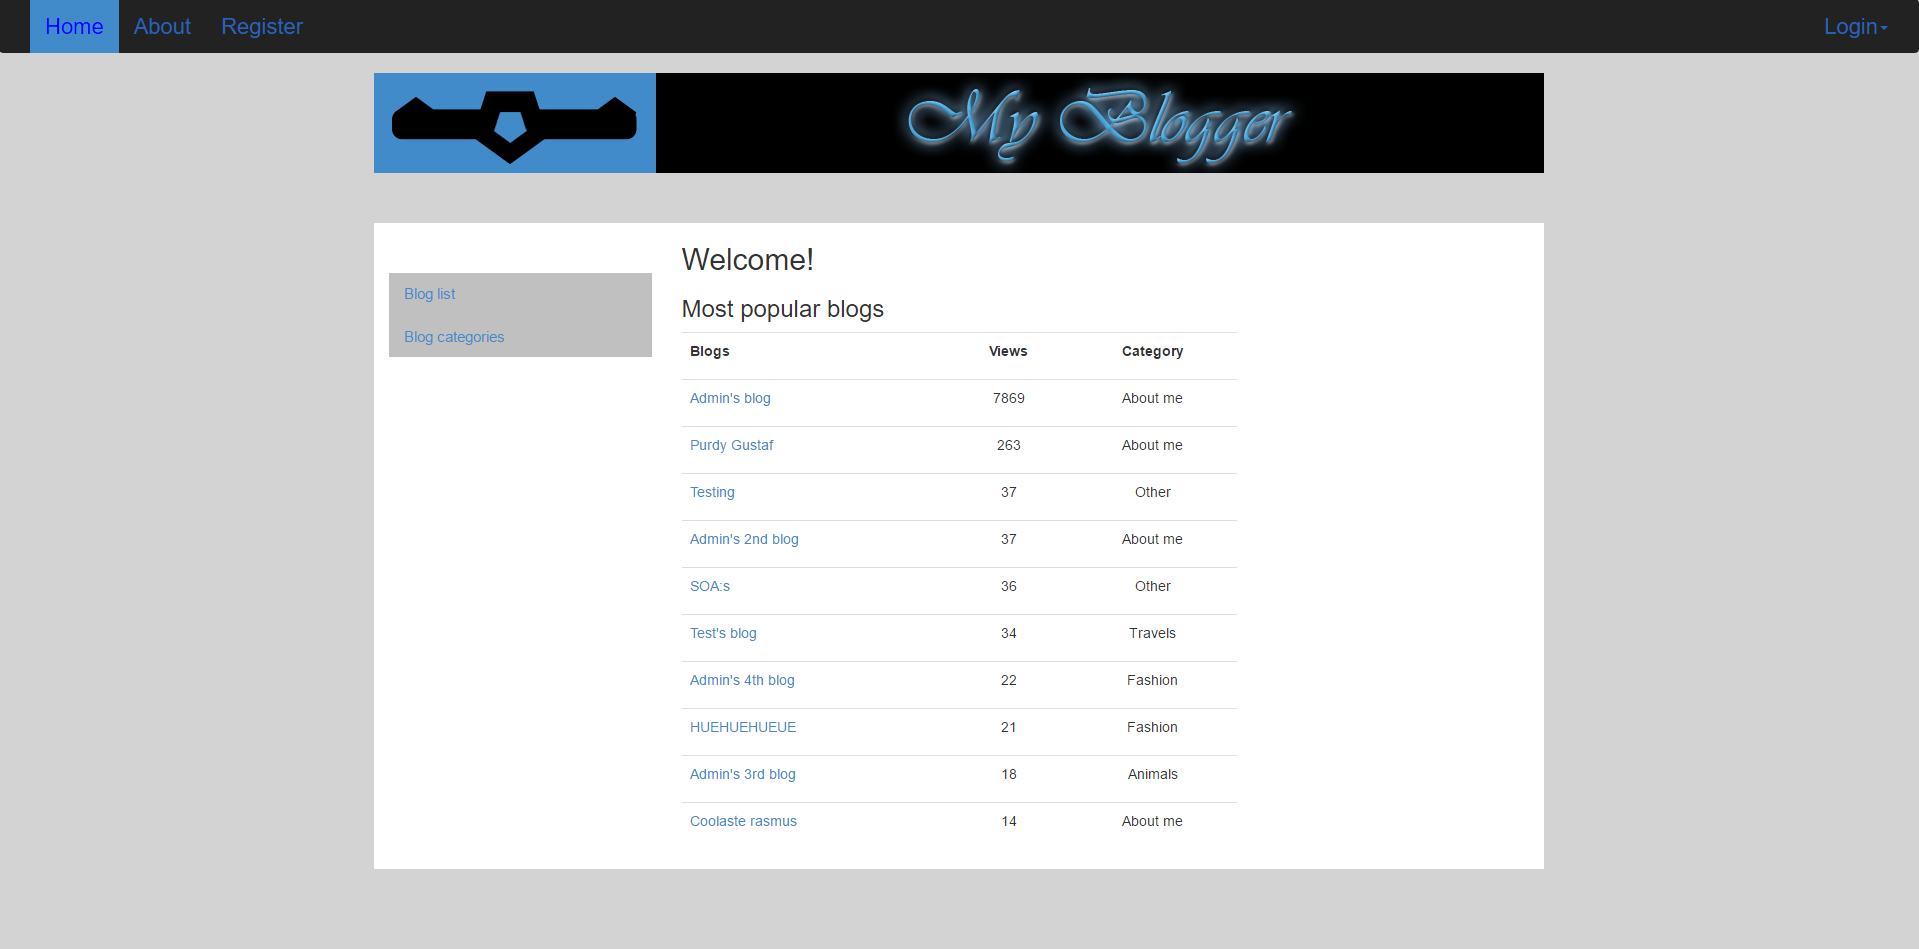 Home About Register Login
My Blogger
Welcome!
Blog list
Blog categories
Most popular blogs
Blogs Views Category
Admin's blog 7869 About me
Purdy Gustaf 263 About me
Testing 37 Other
Admin's 2nd blog 37 About me
SOA:s 36 Other
Test's blog 34 Travels
Admin's 4th blog 22 Fashion
HUEHUEHUEUE 21 Fashion
Admin's 3rd blog 18 Animals
Coolaste rasmus 14 About me